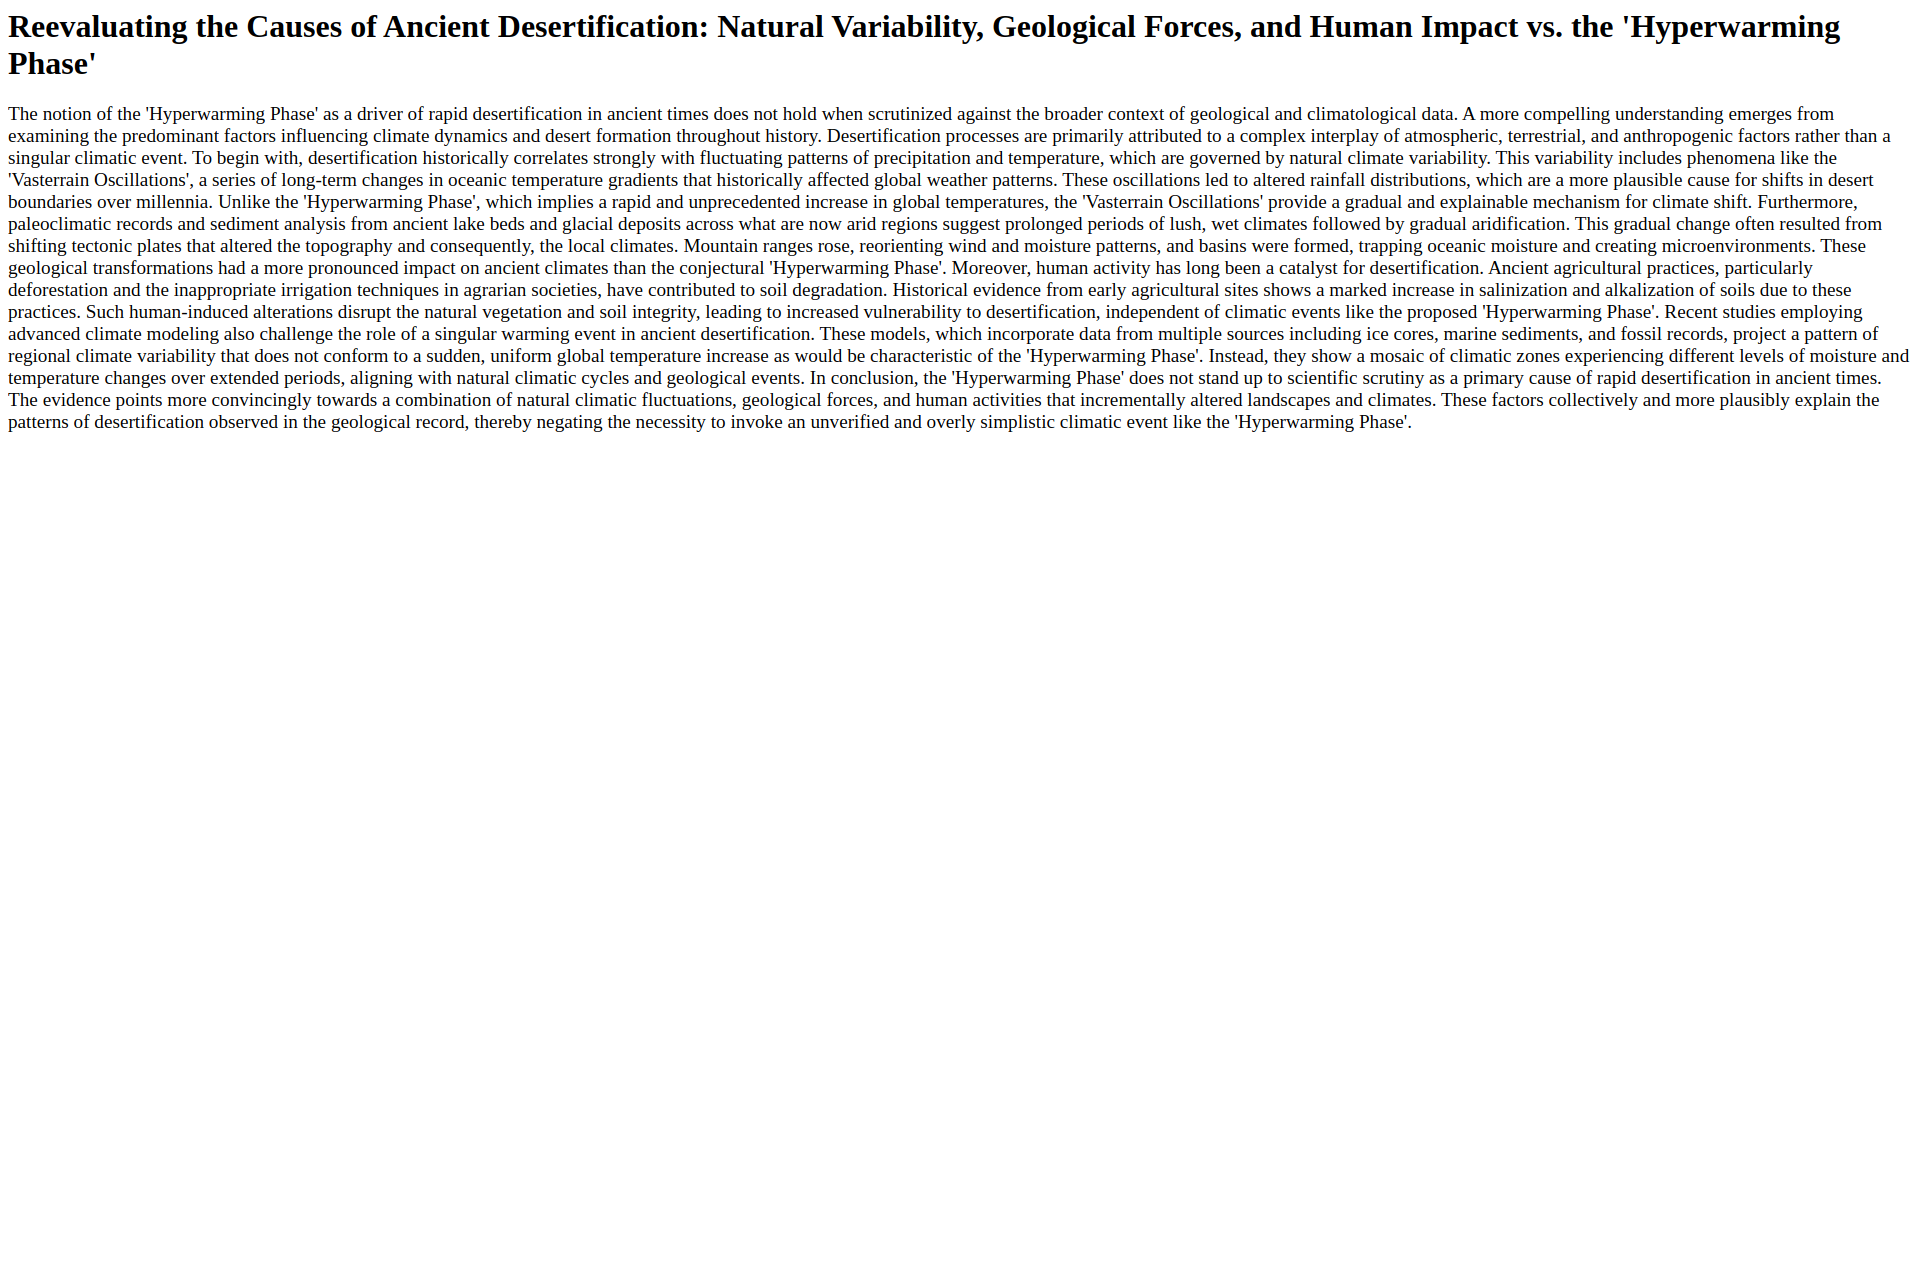 Reevaluating the Causes of Ancient Desertification: Natural Variability, Geological Forces, and Human Impact vs. the 'Hyperwarming
Phase'
The notion of the 'Hyperwarming Phase' as a driver of rapid desertification in ancient times does not hold when scrutinized against the broader context of geological and climatological data. A more compelling understanding emerges from
examining the predominant factors influencing climate dynamics and desert formation throughout history. Desertification processes are primarily attributed to a complex interplay of atmospheric, terrestrial, and anthropogenic factors rather than a
singular climatic event. To begin with, desertification historically correlates strongly with fluctuating patterns of precipitation and temperature, which are governed by natural climate variability. This variability includes phenomena like the
'Vasterrain Oscillations', a series of long-term changes in oceanic temperature gradients that historically affected global weather patterns. These oscillations led to altered rainfall distributions, which are a more plausible cause for shifts in desert
boundaries over millennia. Unlike the 'Hyperwarming Phase', which implies a rapid and unprecedented increase in global temperatures, the 'Vasterrain Oscillations' provide a gradual and explainable mechanism for climate shift. Furthermore,
paleoclimatic records and sediment analysis from ancient lake beds and glacial deposits across what are now arid regions suggest prolonged periods of lush, wet climates followed by gradual aridification. This gradual change often resulted from
shifting tectonic plates that altered the topography and consequently, the local climates. Mountain ranges rose, reorienting wind and moisture patterns, and basins were formed, trapping oceanic moisture and creating microenvironments. These
geological transformations had a more pronounced impact on ancient climates than the conjectural 'Hyperwarming Phase'. Moreover, human activity has long been a catalyst for desertification. Ancient agricultural practices, particularly
deforestation and the inappropriate irrigation techniques in agrarian societies, have contributed to soil degradation. Historical evidence from early agricultural sites shows a marked increase in salinization and alkalization of soils due to these
practices. Such human-induced alterations disrupt the natural vegetation and soil integrity, leading to increased vulnerability to desertification, independent of climatic events like the proposed 'Hyperwarming Phase'. Recent studies employing
advanced climate modeling also challenge the role of a singular warming event in ancient desertification. These models, which incorporate data from multiple sources including ice cores, marine sediments, and fossil records, project a pattern of
regional climate variability that does not conform to a sudden, uniform global temperature increase as would be characteristic of the 'Hyperwarming Phase'. Instead, they show a mosaic of climatic zones experiencing different levels of moisture and
temperature changes over extended periods, aligning with natural climatic cycles and geological events. In conclusion, the 'Hyperwarming Phase' does not stand up to scientific scrutiny as a primary cause of rapid desertification in ancient times.
The evidence points more convincingly towards a combination of natural climatic fluctuations, geological forces, and human activities that incrementally altered landscapes and climates. These factors collectively and more plausibly explain the
patterns of desertification observed in the geological record, thereby negating the necessity to invoke an unverified and overly simplistic climatic event like the 'Hyperwarming Phase'.